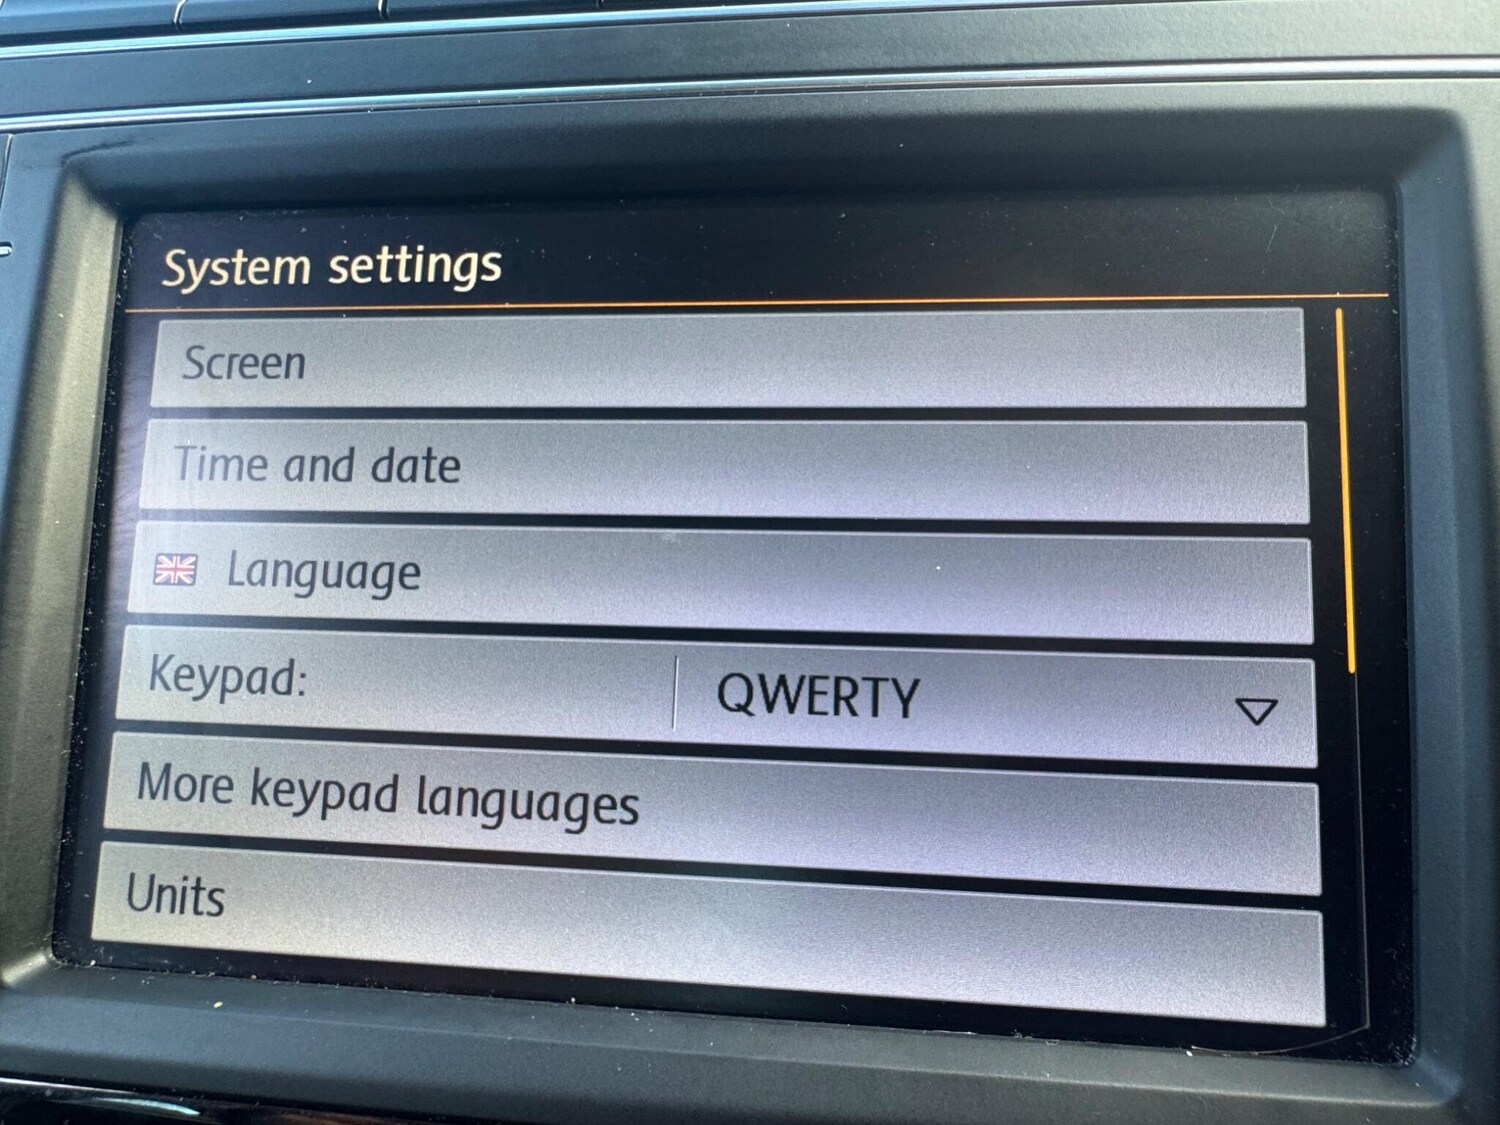 System settings
Screen
Time and date
Language
Keypad: QWERTY
More keypad languages
Units